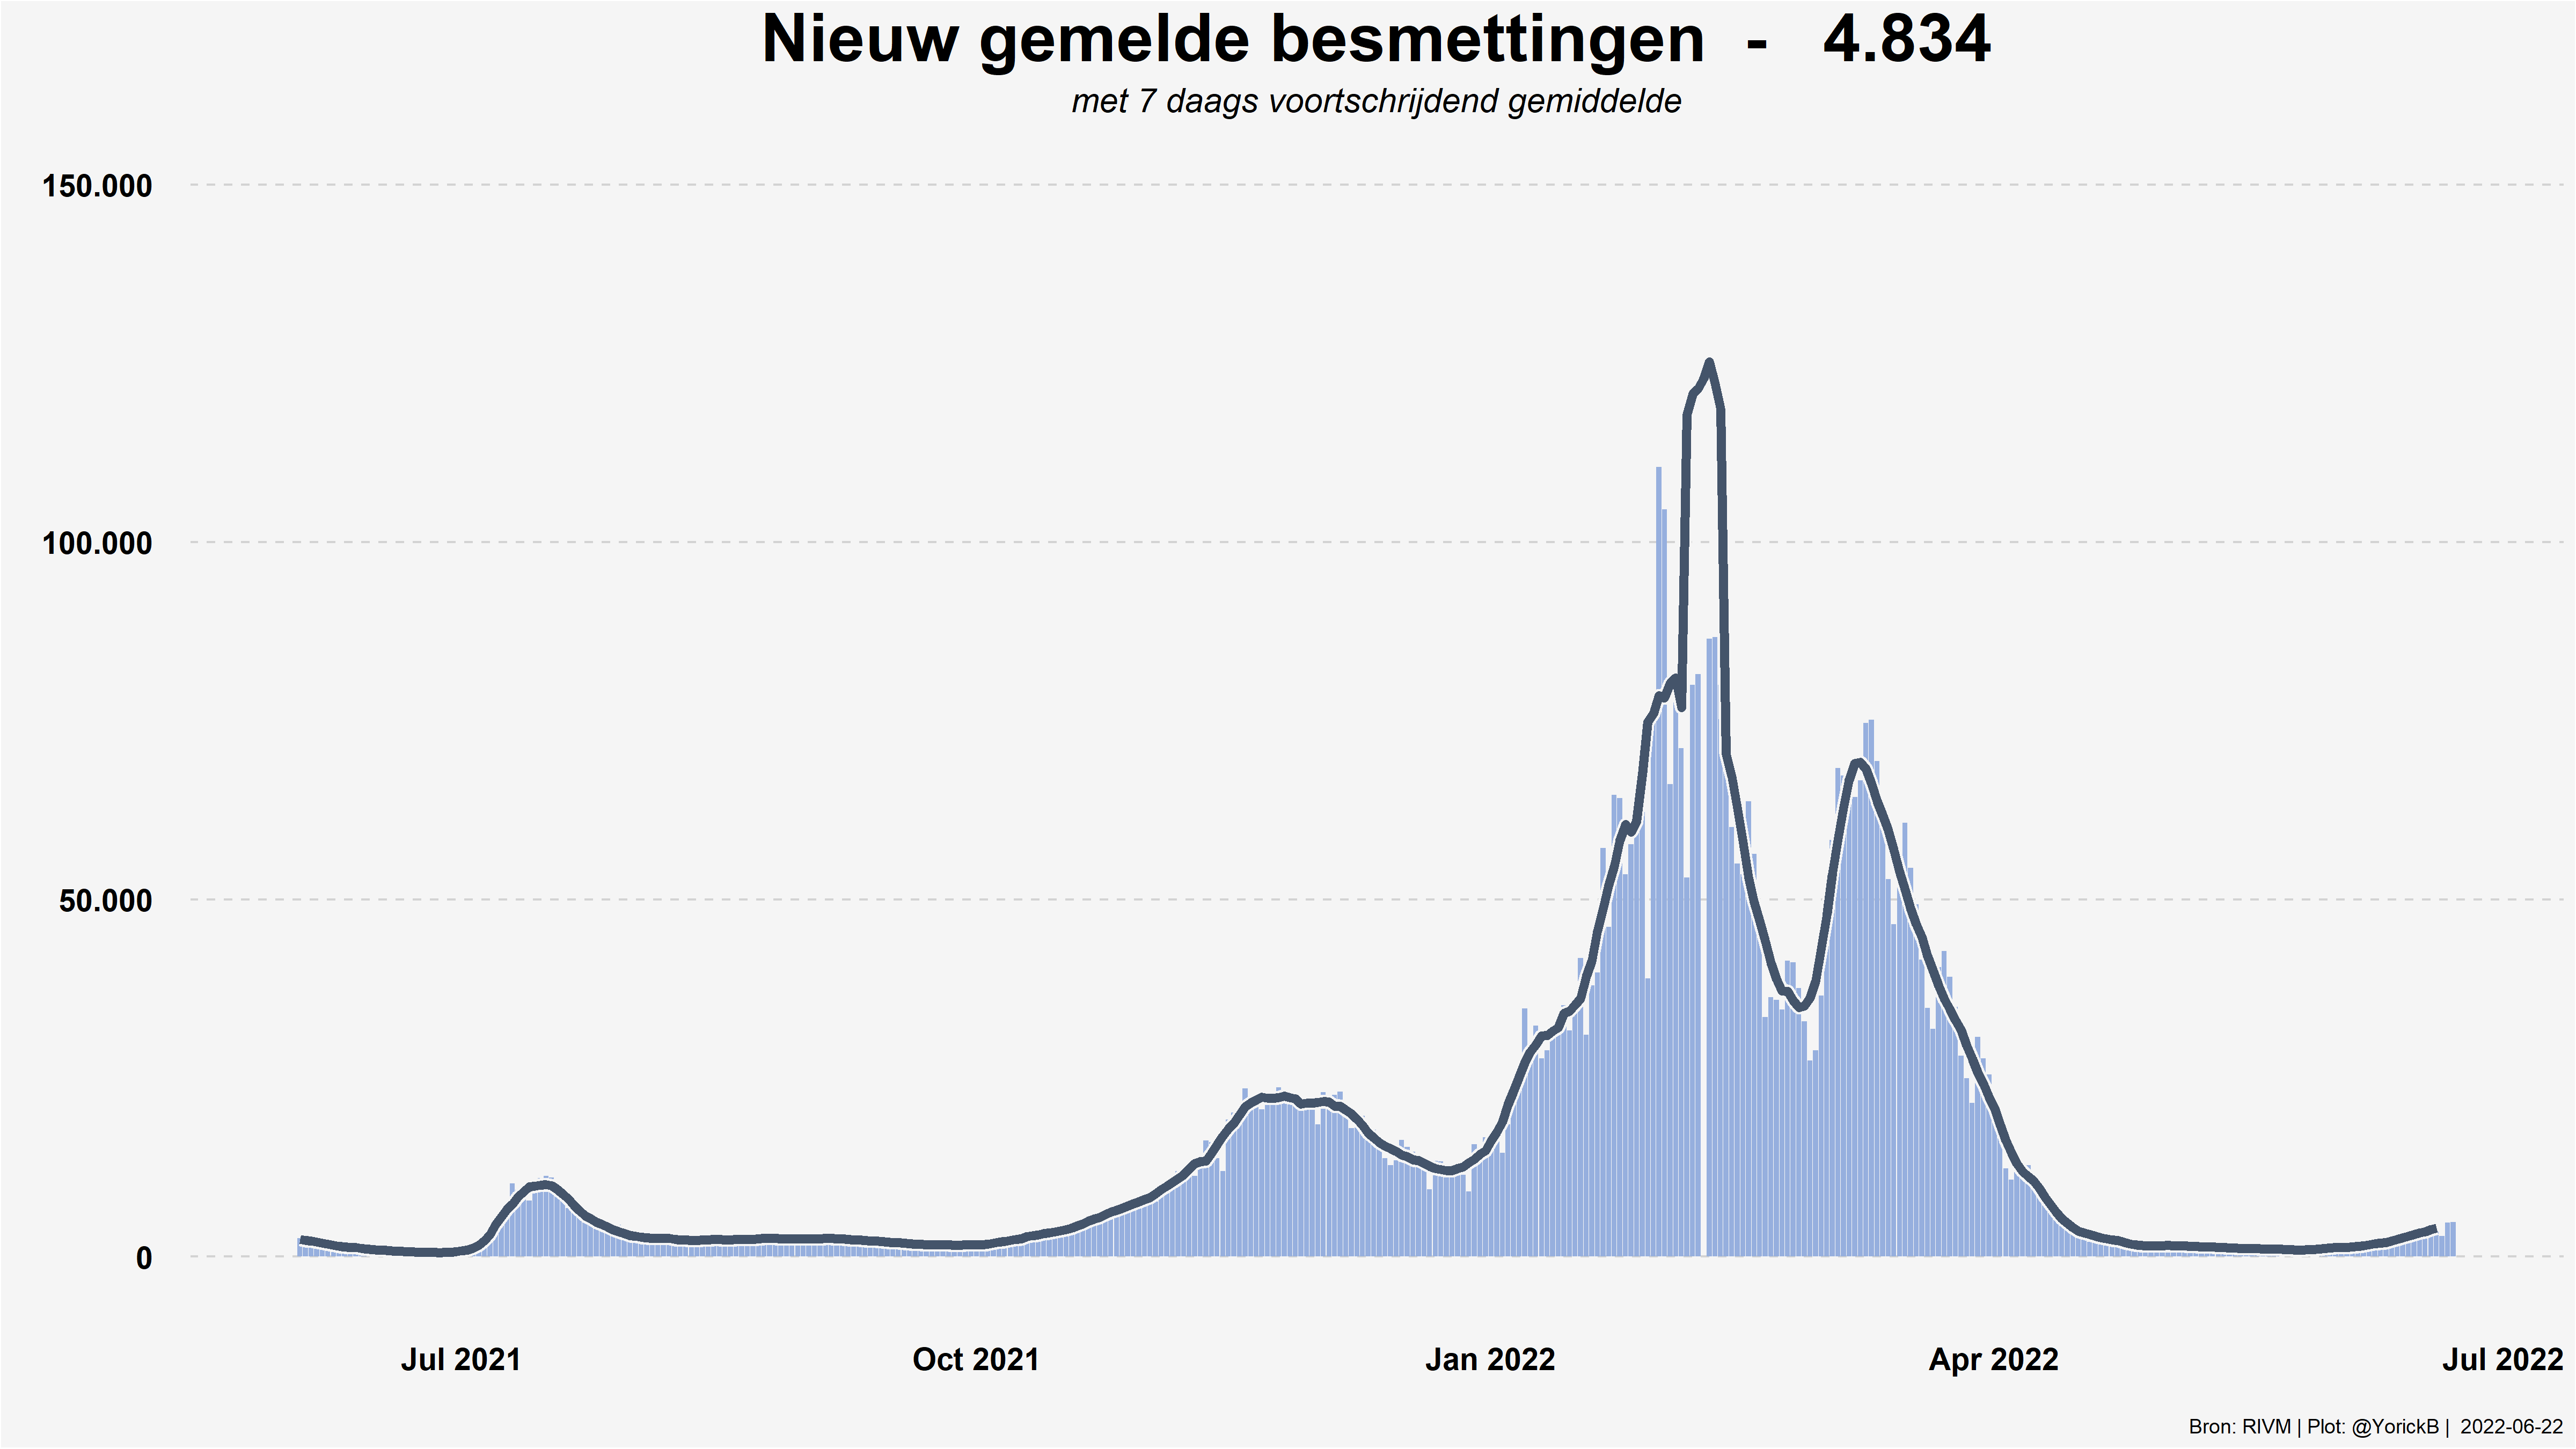 Nieuw gemelde besmettingen - 4.834
met 7 daags voortschrijdend gemiddelde
150.000
100.000
50.000
0
Jul 2021 Oct 2021 Jan 2022 Apr 2022 Jul 2022
Bron: RIVM | Plot: @YorickB | 2022-06-22